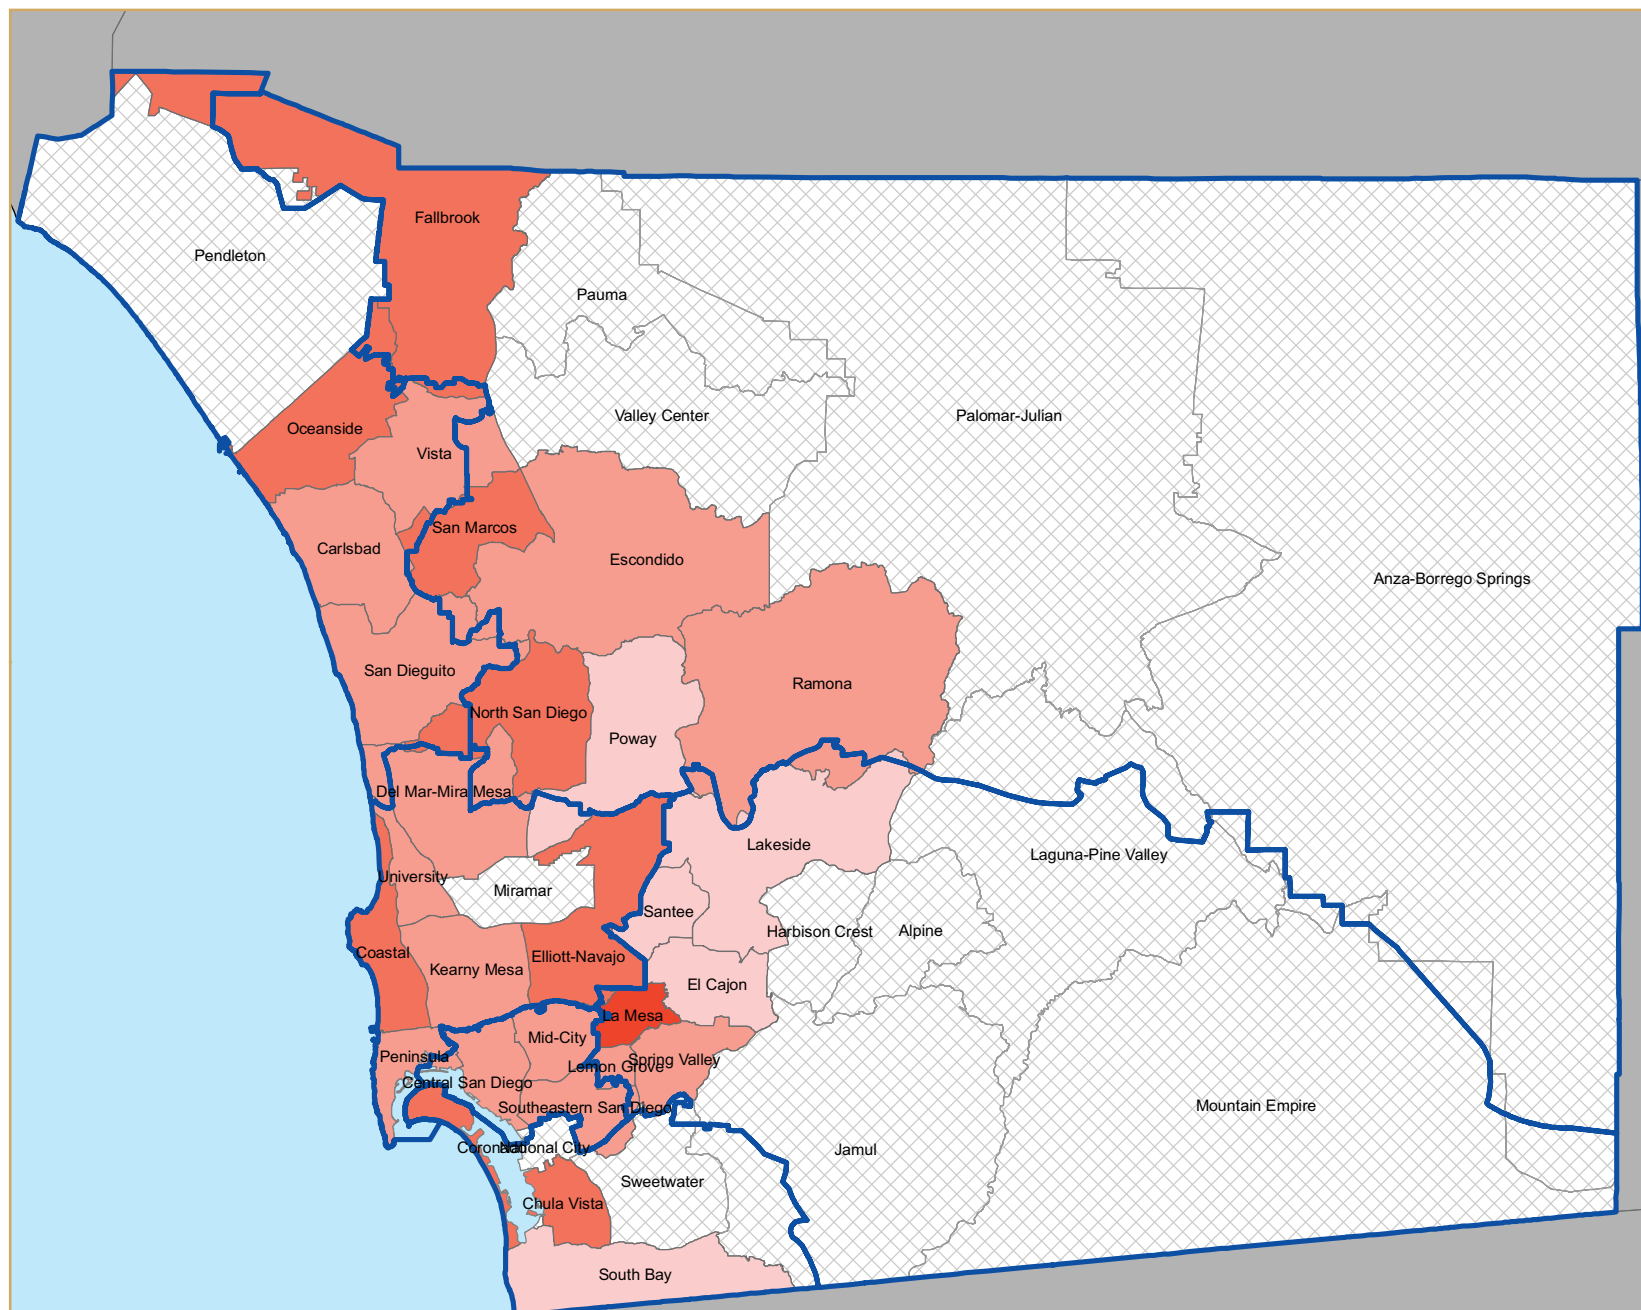 Fallbrook
Pendleton
Pauma
Valley Center
Palomar-Julian
Oceanside
Vista
San Marcos
Carlsbad
Escondido
Anza-Borrego Springs
San Dieguito
Ramona
North San Diego
Poway
Del Mar-Mira Mesa
Lakeside
Laguna-Pine Valley
University
Miramar
Santee
Harbison Crest
Alpine
Coastal
Elliott-Navajo
Kearny Mesa
El Cajon
La Mesa
Mid-City
Peninsula
Lemon Grove
Spring Valley
Central San Diego
Southeastern San Diego
Mountain Empire
Coronado
National City
Jamul
Sweetwater
Chula Vista
South Bay